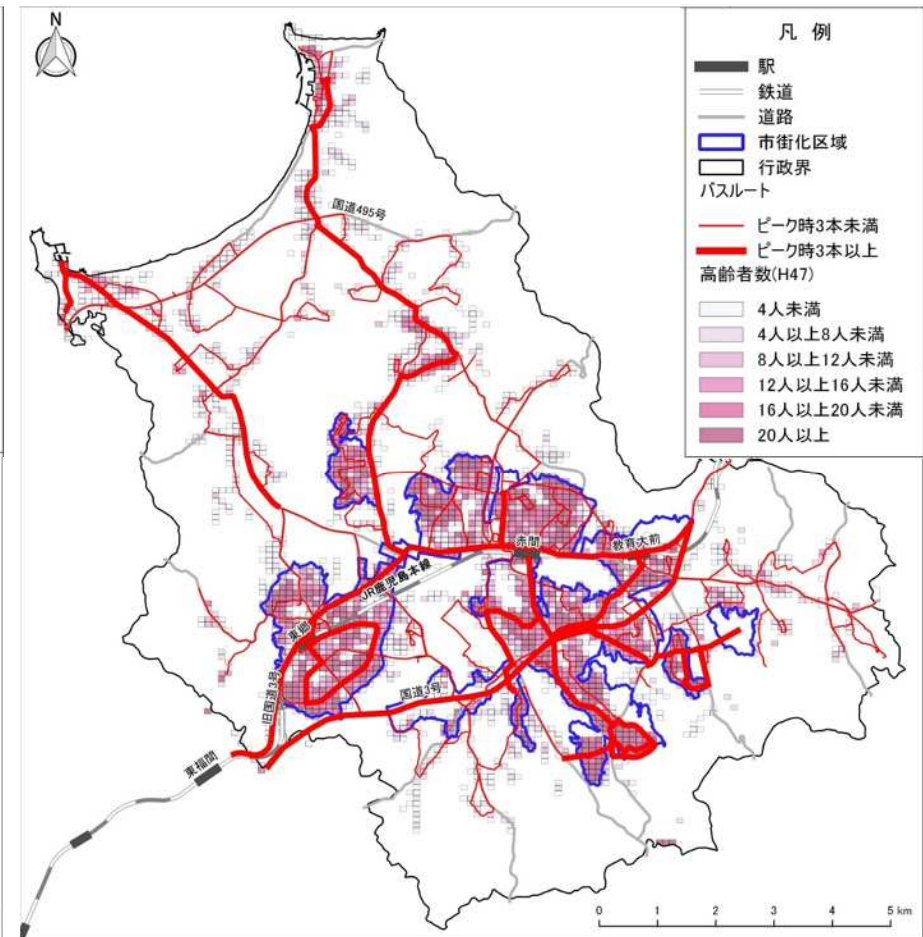 N
凡 例
駅
鉄道
道路
市街化区域
行政界
バスルート
ピーク時3本未満
ピーク時3本以上
高齢者数(H47)
4人未満
4人以上8人未満
8人以上12人未満
12人以上16人未満
16人以上20人未満
20人以上
国道495号
赤間
教育大前
JR鹿児島本線
東郷
国道3号
旧国道3号
東福間
0 1 2 3 4 5 km